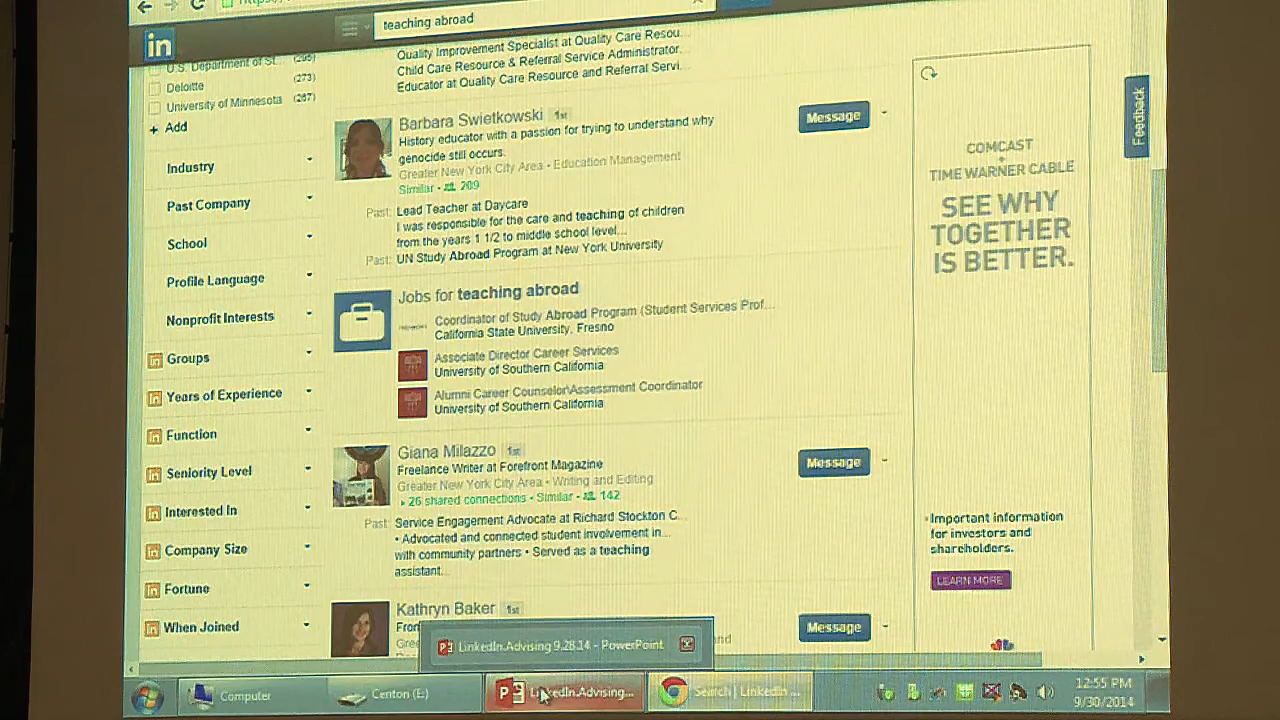 teaching abroad
in
U.S. Department of St... (295)
Deloitte (273)
University of Minnesota (267)
+ Add
Industry
Past Company
School
Profile Language
Nonprofit Interests
in Groups
in Years of Experience
in Function
in Seniority Level
in Interested In
in Company Size
in Fortune
in When Joined
Quality Improvement Specialist at Quality Care Resou...
Child Care Resource & Referral Service Administrator...
Educator at Quality Care Resource and Referral Servi...
Barbara Swietkowski 1st
History educator with a passion for trying to understand why
genocide still occurs.
Greater New York City Area • Education Management
Similar • 209
Past: Lead Teacher at Daycare
I was responsible for the care and teaching of children
from the years 1 1/2 to middle school level...
Past: UN Study Abroad Program at New York University
Message
Jobs for teaching abroad
Coordinator of Study Abroad Program (Student Services Prof...
California State University, Fresno
Associate Director Career Services
University of Southern California
Alumni Career Counselor\Assessment Coordinator
University of Southern California
Giana Milazzo 1st
Freelance Writer at Forefront Magazine
Greater New York City Area • Writing and Editing
26 shared connections • Similar • 142
Past: Service Engagement Advocate at Richard Stockton C...
• Advocated and connected student involvement in...
with community partners • Served as a teaching
assistant...
Message
Kathryn Baker 1st
Message
COMCAST
+
TIME WARNER CABLE
SEE WHY
TOGETHER
IS BETTER.
Important information
for investors and
shareholders.
LEARN MORE
Feedback
LinkedIn.Advising 9.28.14 - PowerPoint
Computer
Centon (E:)
LinkedIn.Advising...
Search | LinkedIn ...
12:55 PM
9/30/2014